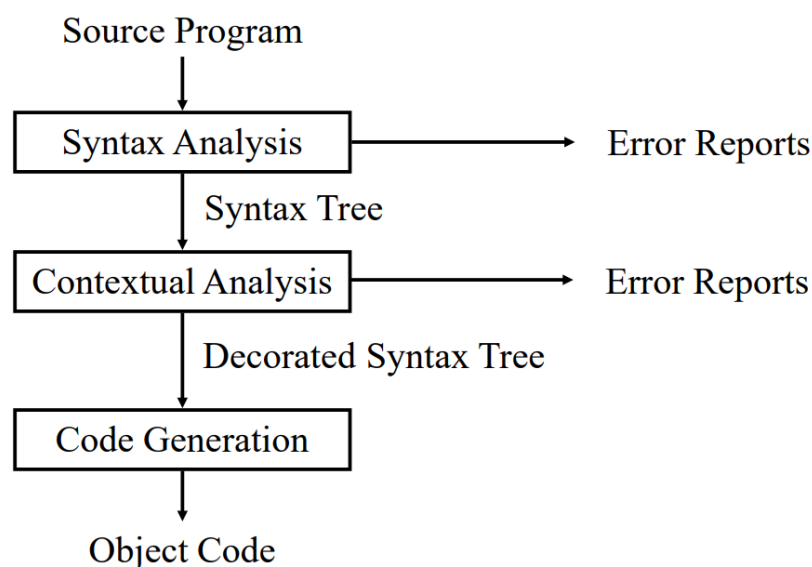 Source Program
Syntax Analysis
Error Reports
Syntax Tree
Contextual Analysis
Error Reports
Decorated Syntax Tree
Code Generation
Object Code